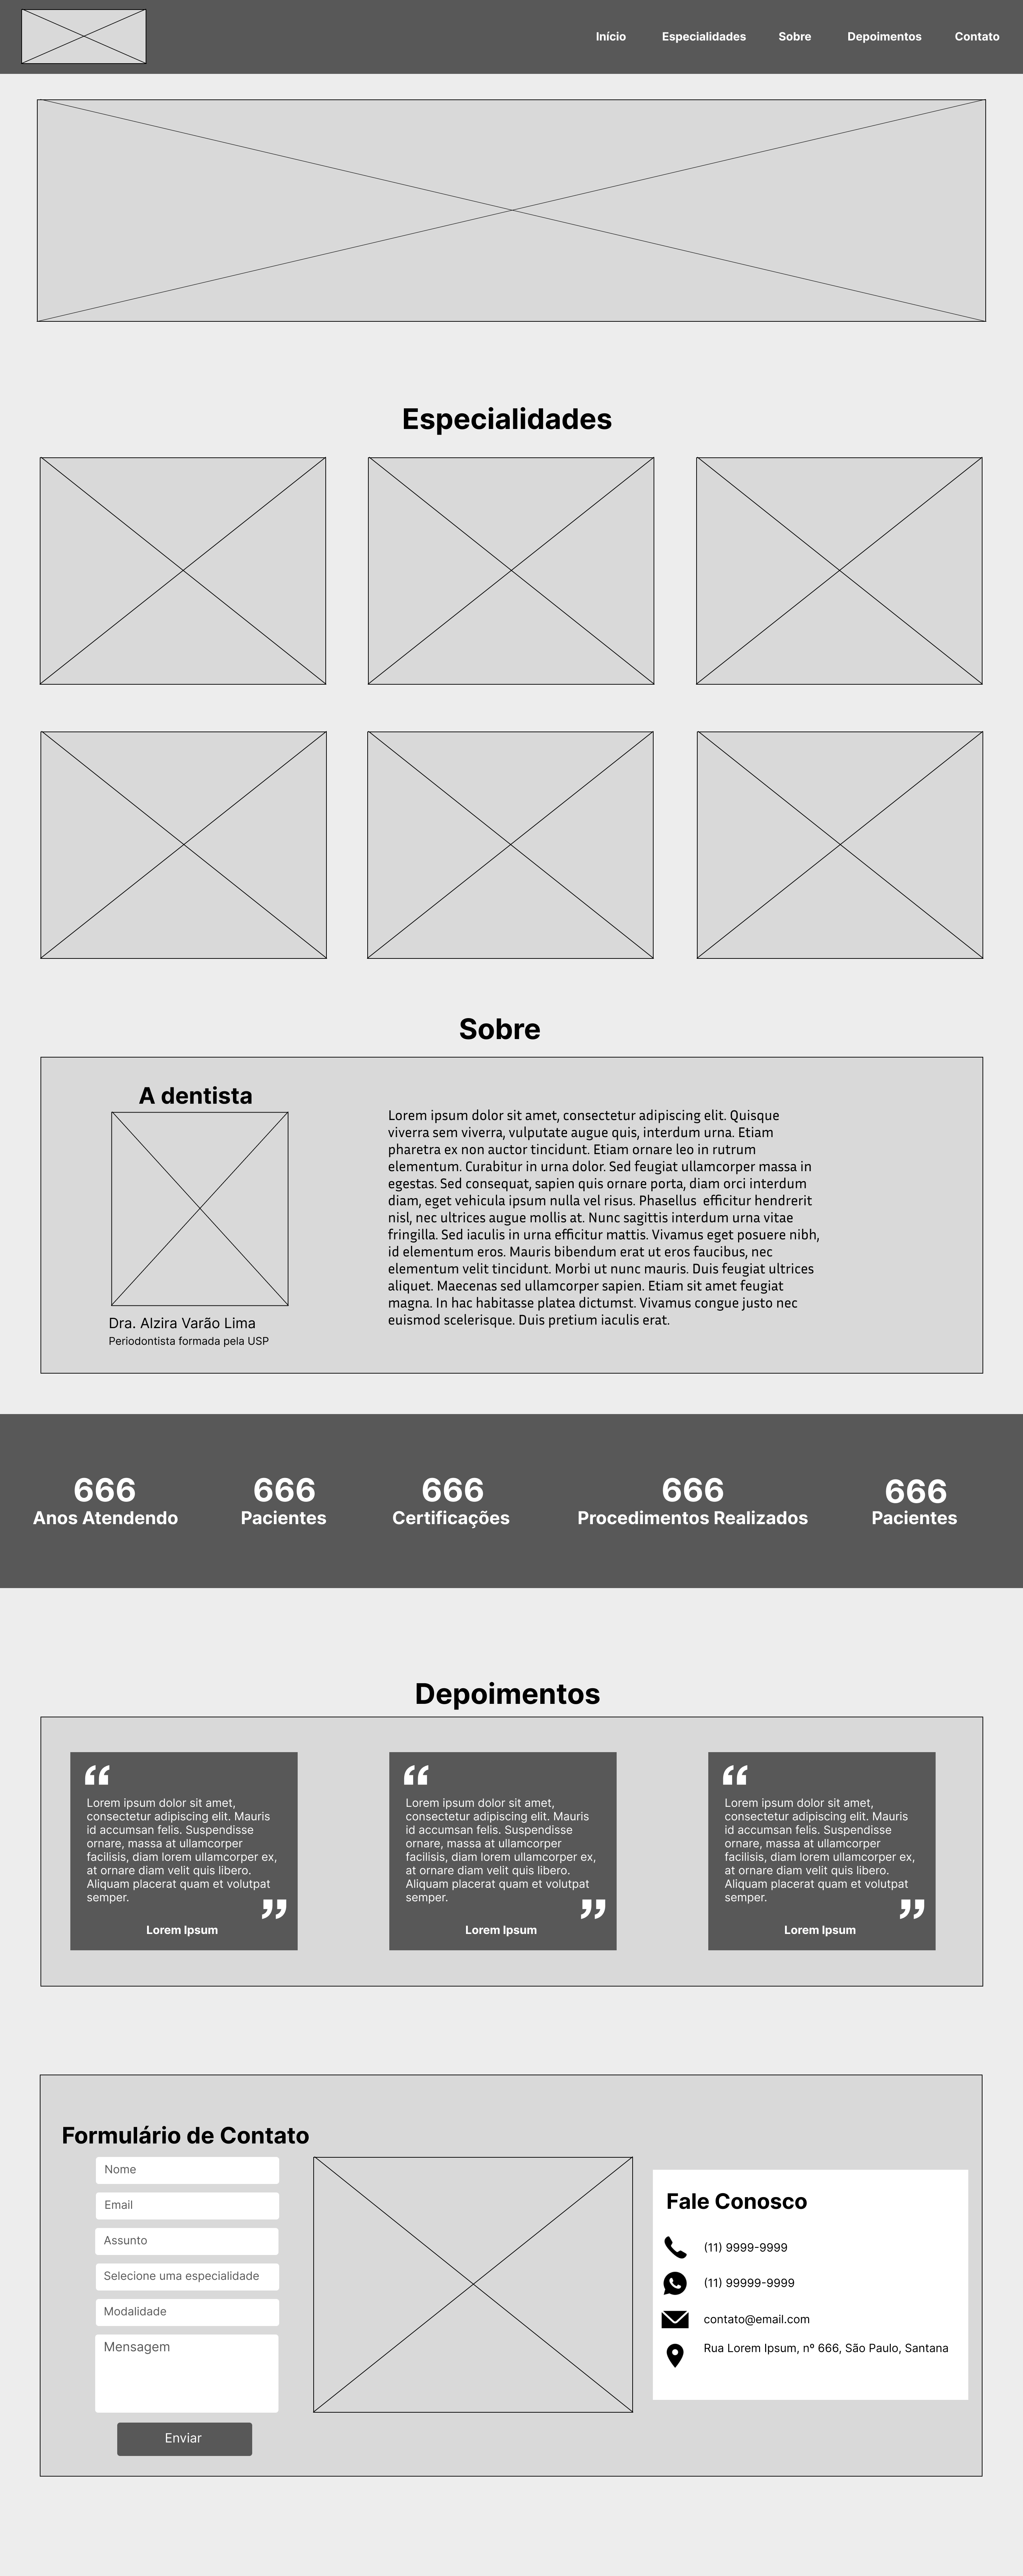 Início Especialidades Sobre Depoimentos Contato
Especialidades
Sobre
A dentista
Dra. Alzira Varão Lima
Periodontista formada pela USP
Lorem ipsum dolor sit amet, consectetur adipiscing elit. Quisque
viverra sem viverra, vulputate augue quis, interdum urna. Etiam
pharetra ex non auctor tincidunt. Etiam ornare leo in rutrum
elementum. Curabitur in urna dolor. Sed feugiat ullamcorper massa in
egestas. Sed consequat, sapien quis ornare porta, diam orci interdum
diam, eget vehicula ipsum nulla vel risus. Phasellus  efficitur hendrerit
nisl, nec ultrices augue mollis at. Nunc sagittis interdum urna vitae
fringilla. Sed iaculis in urna efficitur mattis. Vivamus eget posuere nibh,
id elementum eros. Mauris bibendum erat ut eros faucibus, nec
elementum velit tincidunt. Morbi ut nunc mauris. Duis feugiat ultrices
aliquet. Maecenas sed ullamcorper sapien. Etiam sit amet feugiat
magna. In hac habitasse platea dictumst. Vivamus congue justo nec
euismod scelerisque. Duis pretium iaculis erat.
666
Anos Atendendo
666
Pacientes
666
Certificações
666
Procedimentos Realizados
666
Pacientes
Depoimentos
“
Lorem ipsum dolor sit amet,
consectetur adipiscing elit. Mauris
id accumsan felis. Suspendisse
ornare, massa at ullamcorper
facilisis, diam lorem ullamcorper ex,
at ornare diam velit quis libero.
Aliquam placerat quam et volutpat
semper.
”
Lorem Ipsum
“
Lorem ipsum dolor sit amet,
consectetur adipiscing elit. Mauris
id accumsan felis. Suspendisse
ornare, massa at ullamcorper
facilisis, diam lorem ullamcorper ex,
at ornare diam velit quis libero.
Aliquam placerat quam et volutpat
semper.
”
Lorem Ipsum
“
Lorem ipsum dolor sit amet,
consectetur adipiscing elit. Mauris
id accumsan felis. Suspendisse
ornare, massa at ullamcorper
facilisis, diam lorem ullamcorper ex,
at ornare diam velit quis libero.
Aliquam placerat quam et volutpat
semper.
”
Lorem Ipsum
Formulário de Contato
Nome
Email
Assunto
Selecione uma especialidade
Modalidade
Mensagem
Enviar
Fale Conosco
(11) 9999-9999
(11) 99999-9999
contato@email.com
Rua Lorem Ipsum, nº 666, São Paulo, Santana